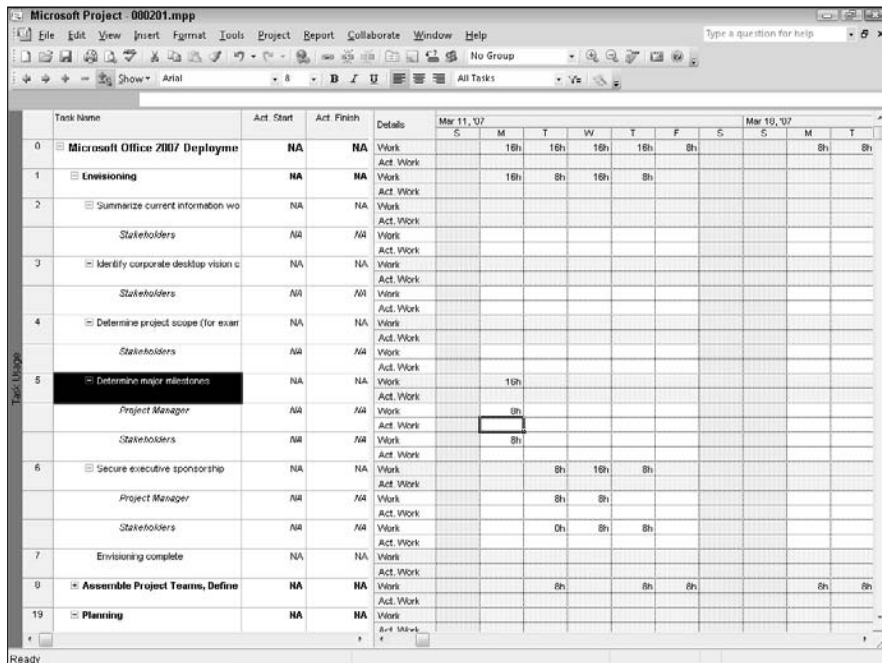 Microsoft Project - 000201.mpp
File Edit View Insert Format Tools Project Report Collaborate Window Help Type a question for help
No Group
Show Arial 8 B I U All Tasks
Task Name Act. Start Act. Finish Details Mar 11, '07 Mar 18, '07
S M T W T F S S M T
0 Microsoft Office 2007 Deployme NA NA Work 16h 16h 16h 16h 8h 8h 8h
Act. Work
1 Envisioning NA NA Work 16h 8h 16h 8h
Act. Work
2 Summarize current information wo NA NA Work
Act. Work
Stakeholders NA NA Work
Act. Work
3 Identify corporate desktop vision c NA NA Work
Act. Work
Stakeholders NA NA Work
Act. Work
4 Determine project scope (for exam NA NA Work
Act. Work
Stakeholders NA NA Work
Act. Work
5 Determine major milestones NA NA Work 16h
Act. Work
Project Manager NA NA Work 8h
Act. Work
Stakeholders NA NA Work 8h
Act. Work
6 Secure executive sponsorship NA NA Work 8h 16h 8h
Act. Work
Project Manager NA NA Work 8h 8h
Act. Work
Stakeholders NA NA Work 0h 8h 8h
Act. Work
7 Envisioning complete NA NA Work
Act. Work
8 Assemble Project Teams, Define NA NA Work 8h 8h 8h 8h 8h
Act. Work
19 Planning NA NA Work
Act. Work
Task Usage
Ready